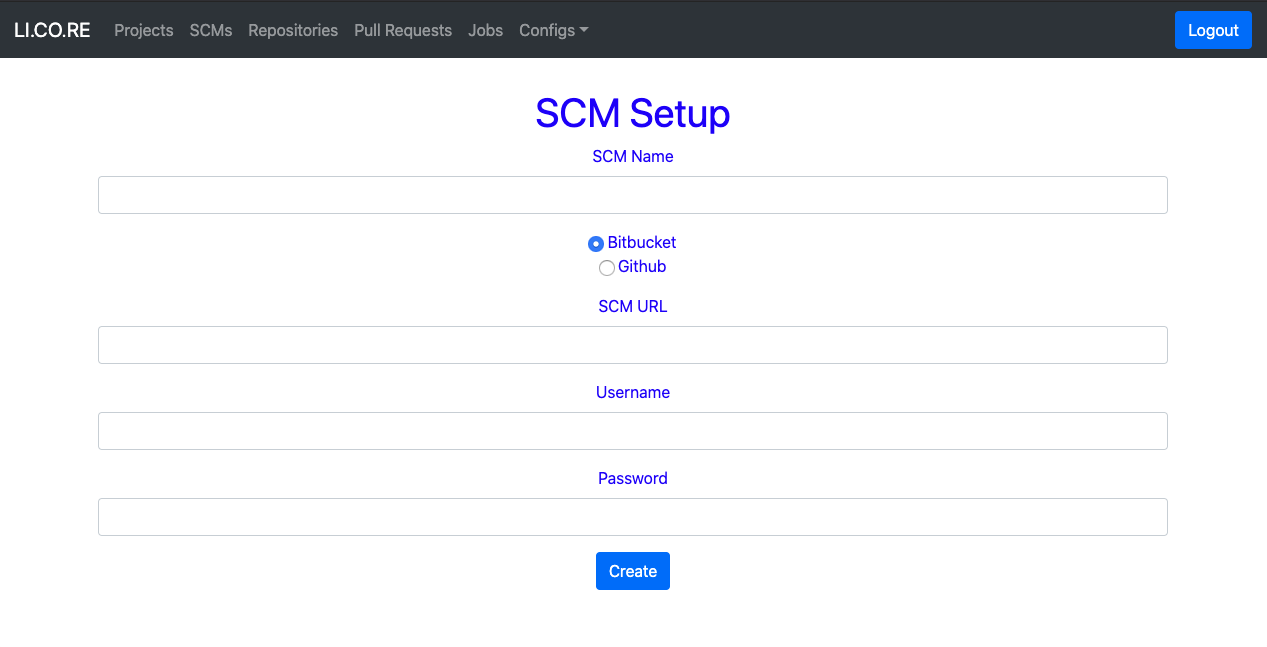 LI.CO.RE Projects SCMs Repositories Pull Requests Jobs Configs Logout
SCM Setup
SCM Name
Bitbucket
Github
SCM URL
Username
Password
Create